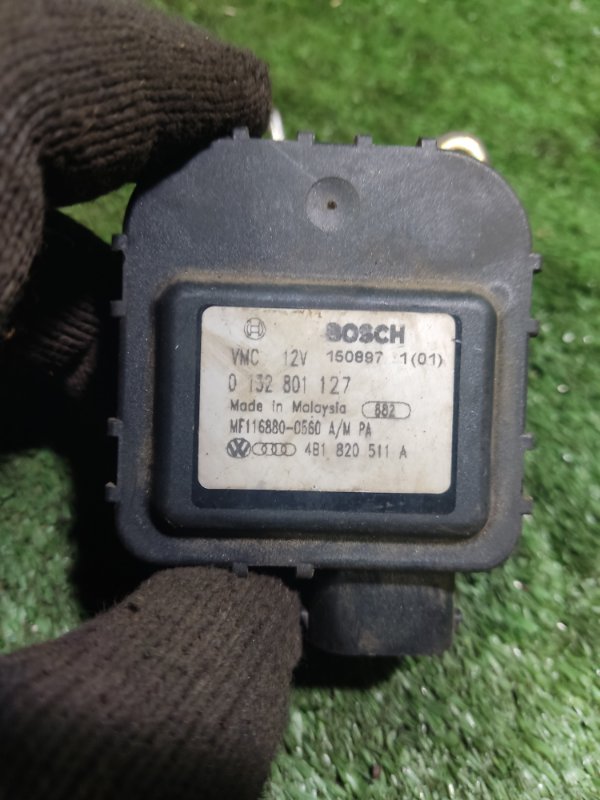 BOSCH
VMC 12V 150897 1(01)
0 132 801 127
Made in Malaysia 882
MF116880-0560 A/M PA
VW 4B1 820 511 A